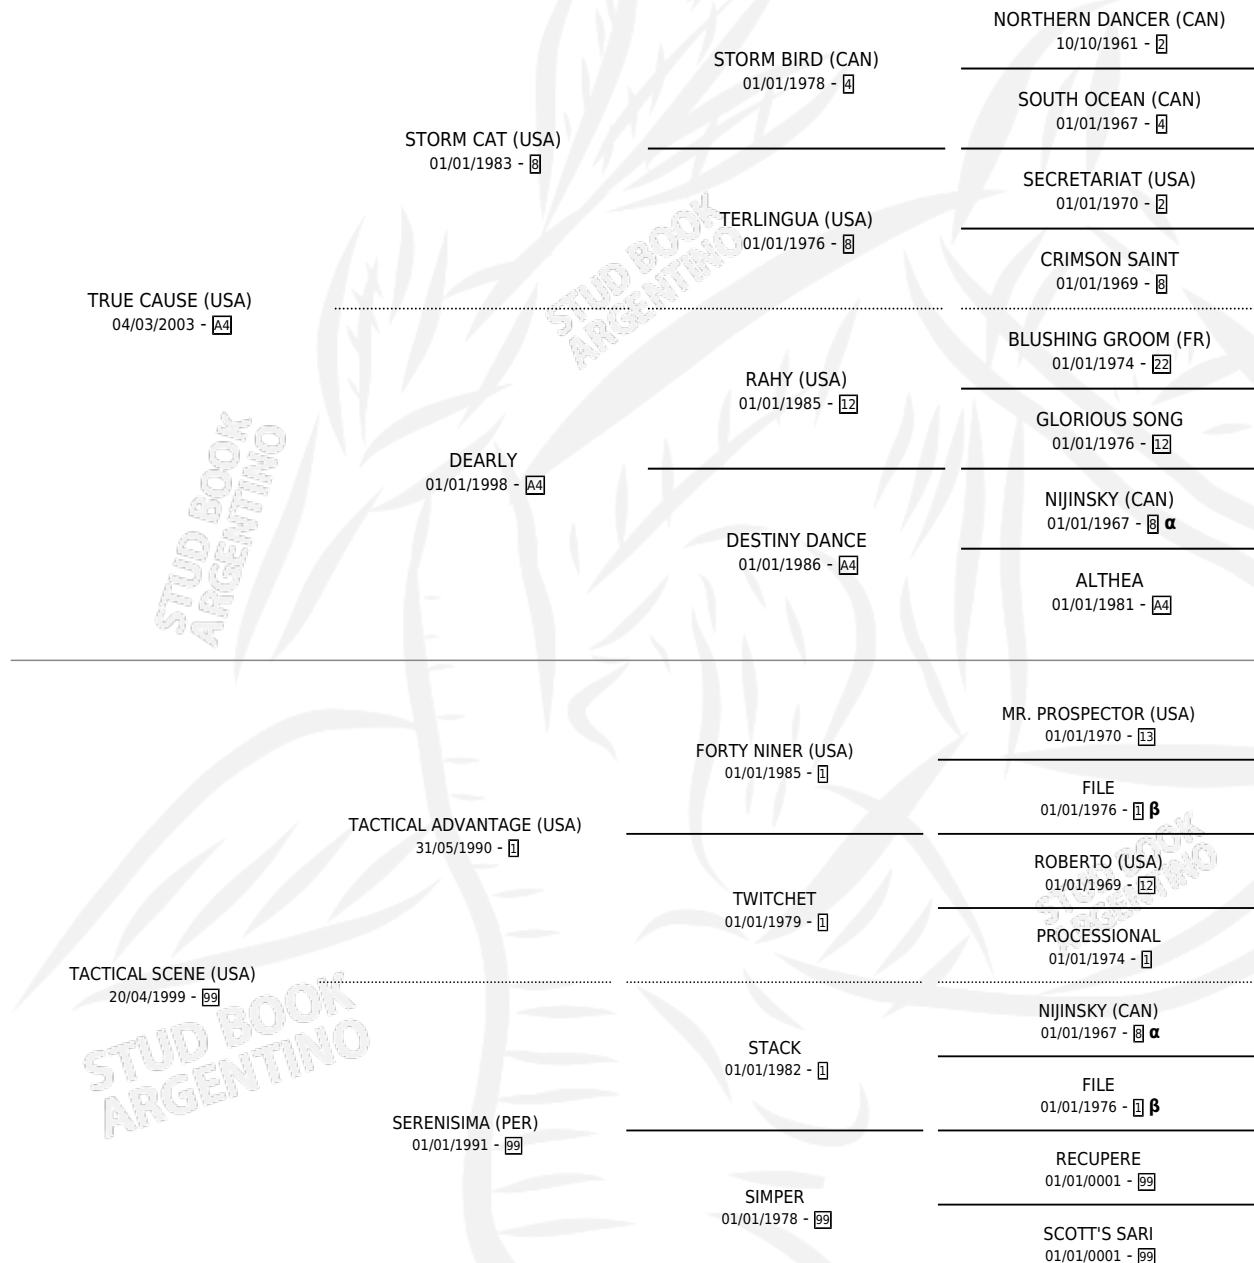 NORTHERN DANCER (CAN)
10/10/1961 - 2
STORM BIRD (CAN)
01/01/1978 - 4
SOUTH OCEAN (CAN)
01/01/1967 - 4
STORM CAT (USA)
01/01/1983 - 8
SECRETARIAT (USA)
01/01/1970 - 2
TERLINGUA (USA)
01/01/1976 - 8
CRIMSON SAINT
01/01/1969 - 8
TRUE CAUSE (USA)
04/03/2003 - A4
BLUSHING GROOM (FR)
01/01/1974 - 22
RAHY (USA)
01/01/1985 - 12
GLORIOUS SONG
01/01/1976 - 12
DEARLY
01/01/1998 - A4
NIJINSKY (CAN)
01/01/1967 - 8 α
DESTINY DANCE
01/01/1986 - A4
ALTHEA
01/01/1981 - A4
MR. PROSPECTOR (USA)
01/01/1970 - 13
FORTY NINER (USA)
01/01/1985 - 1
FILE
01/01/1976 - 1 β
TACTICAL ADVANTAGE (USA)
31/05/1990 - 1
ROBERTO (USA)
01/01/1969 - 12
TWITCHET
01/01/1979 - 1
PROCESSIONAL
01/01/1974 - 1
TACTICAL SCENE (USA)
20/04/1999 - 99
NIJINSKY (CAN)
01/01/1967 - 8 α
STACK
01/01/1982 - 1
FILE
01/01/1976 - 1 β
SERENISIMA (PER)
01/01/1991 - 99
RECUPERE
01/01/0001 - 99
SIMPER
01/01/1978 - 99
SCOTT'S SARI
01/01/0001 - 99
STUD BOOK
ARGENTINO
STUD BOOK
ARGENTINO
STUD BOOK
ARGENTINO
STUD BOOK
ARGENTINO